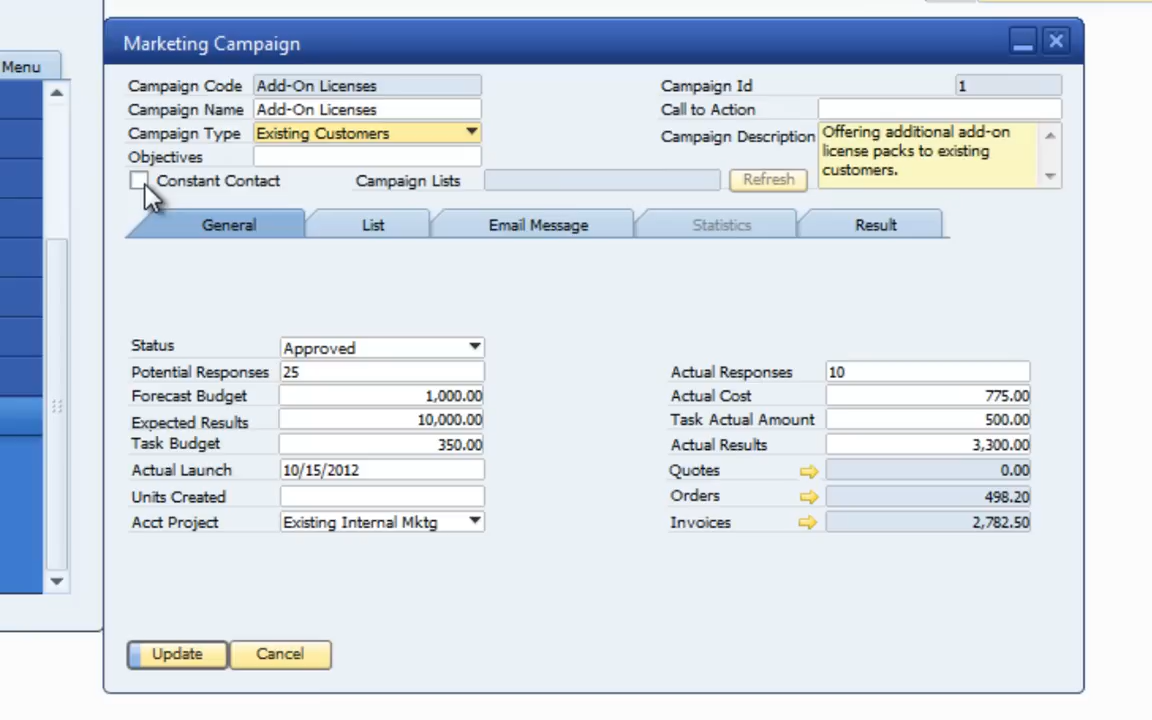 Menu
Marketing Campaign
Campaign Code Add-On Licenses Campaign Id 1
Campaign Name Add-On Licenses Call to Action
Campaign Type Existing Customers Campaign Description Offering additional add-on
license packs to existing
customers.
Objectives
Constant Contact Campaign Lists Refresh
General List Email Message Statistics Result
Status Approved
Potential Responses 25 Actual Responses 10
Forecast Budget 1,000.00 Actual Cost 775.00
Expected Results 10,000.00 Task Actual Amount 500.00
Task Budget 350.00 Actual Results 3,300.00
Actual Launch 10/15/2012 Quotes 0.00
Units Created Orders 498.20
Acct Project Existing Internal Mktg Invoices 2,782.50
Update Cancel